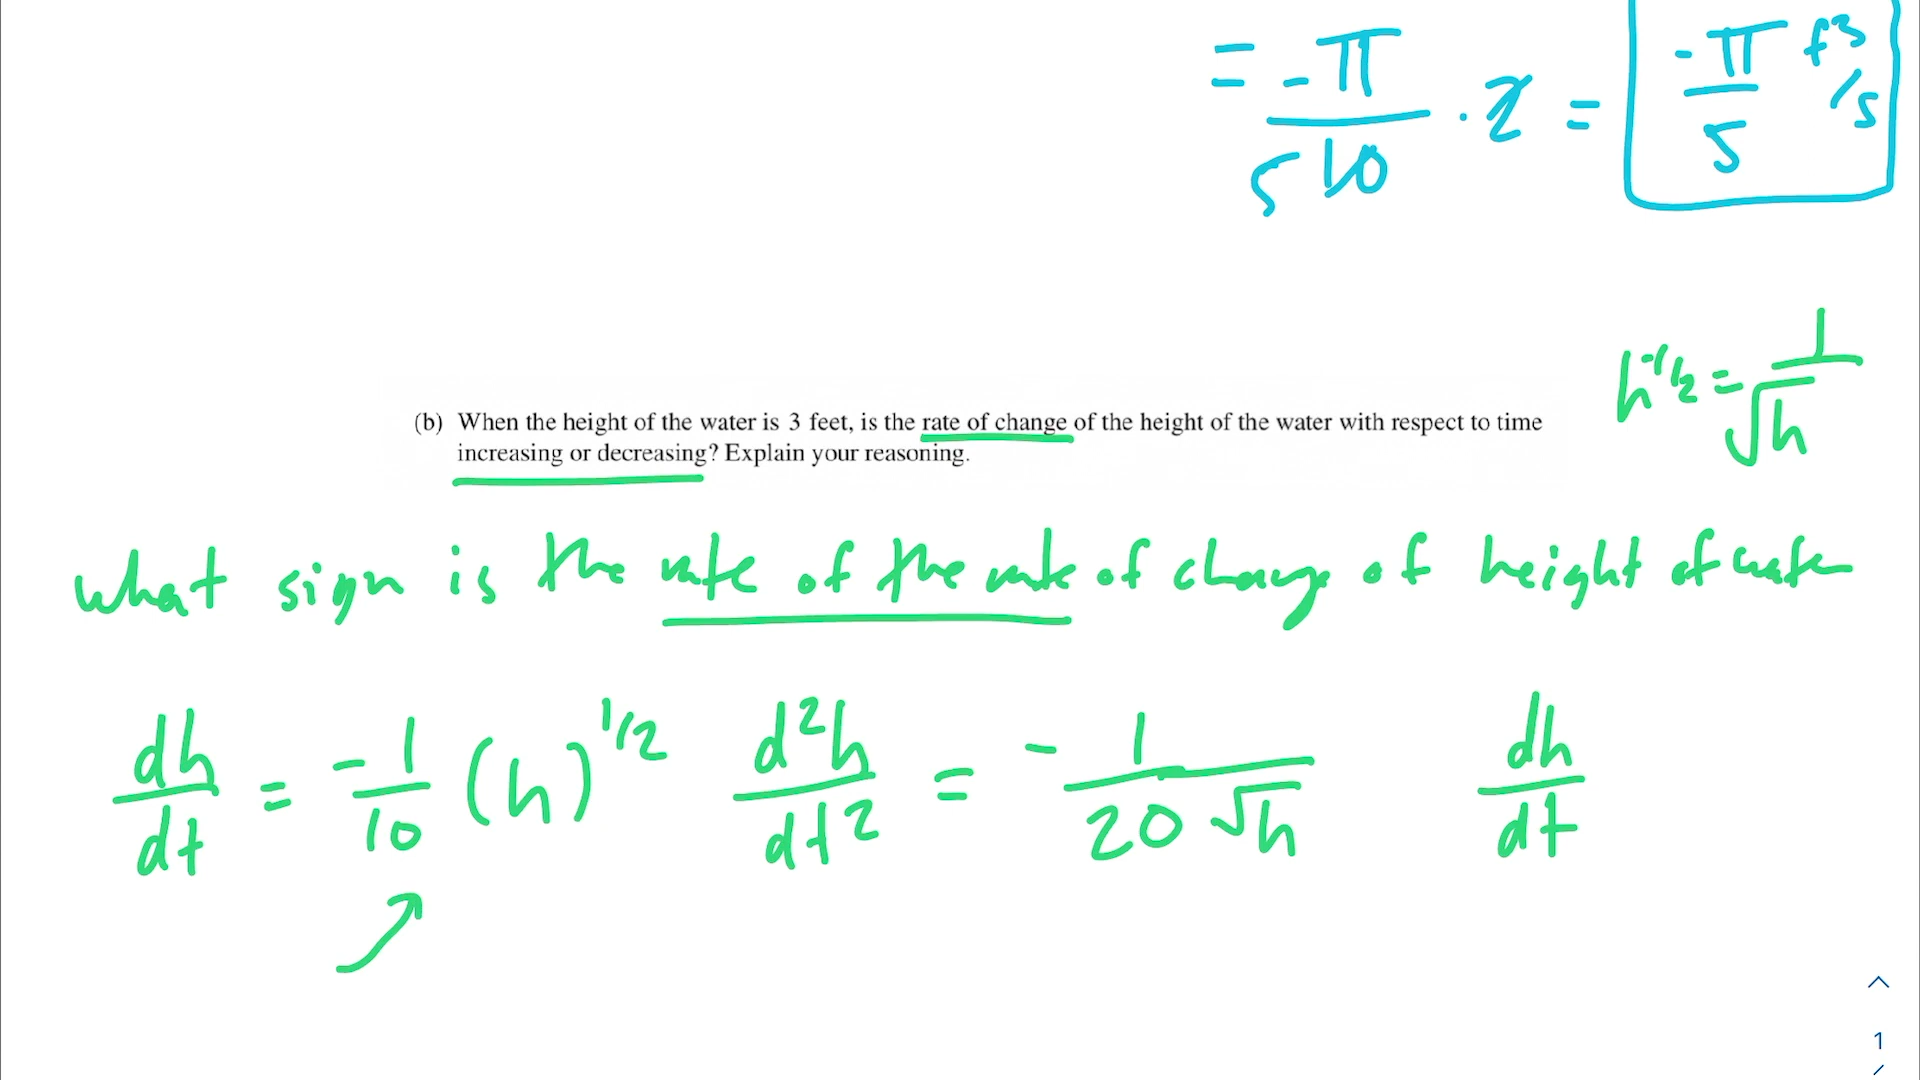 = -π/10 · 2 = -π/5 f³/s
5
h^-1/2 = 1/√h
(b) When the height of the water is 3 feet, is the rate of change of the height of the water with respect to time
increasing or decreasing? Explain your reasoning.
what sign is the rate of the rate of change of height of water
dh/dt = -1/10 (h)^1/2 d²h/dt² = - 1/20√h dh/dt
1